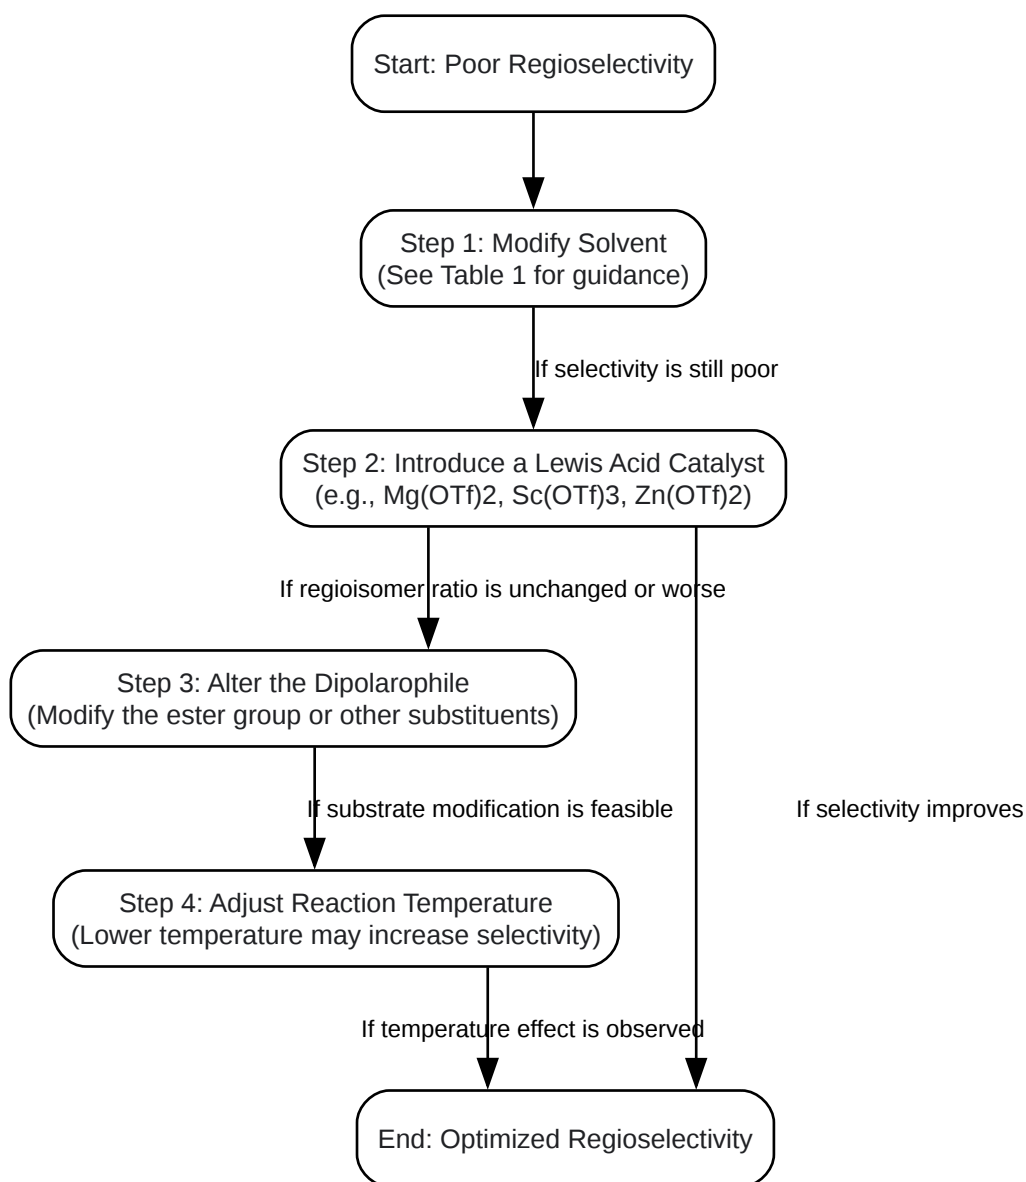 Start: Poor Regioselectivity
Step 1: Modify Solvent
(See Table 1 for guidance)
If selectivity is still poor
Step 2: Introduce a Lewis Acid Catalyst
(e.g., Mg(OTf)2, Sc(OTf)3, Zn(OTf)2)
If regioisomer ratio is unchanged or worse
Step 3: Alter the Dipolarophile
(Modify the ester group or other substituents)
If substrate modification is feasible
If selectivity improves
Step 4: Adjust Reaction Temperature
(Lower temperature may increase selectivity)
If temperature effect is observed
End: Optimized Regioselectivity